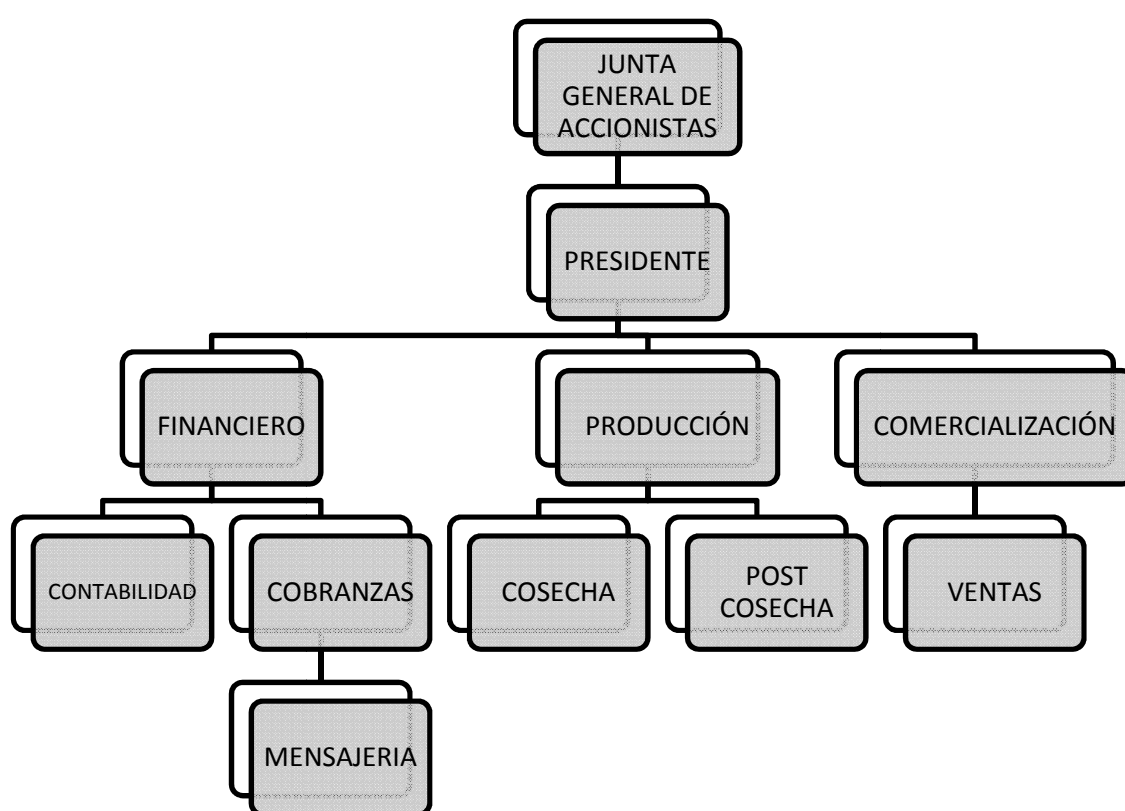 JUNTA
GENERAL DE
ACCIONISTAS
PRESIDENTE
FINANCIERO
PRODUCCIÓN
COMERCIALIZACIÓN
CONTABILIDAD
COBRANZAS
COSECHA
POST
COSECHA
VENTAS
MENSAJERIA